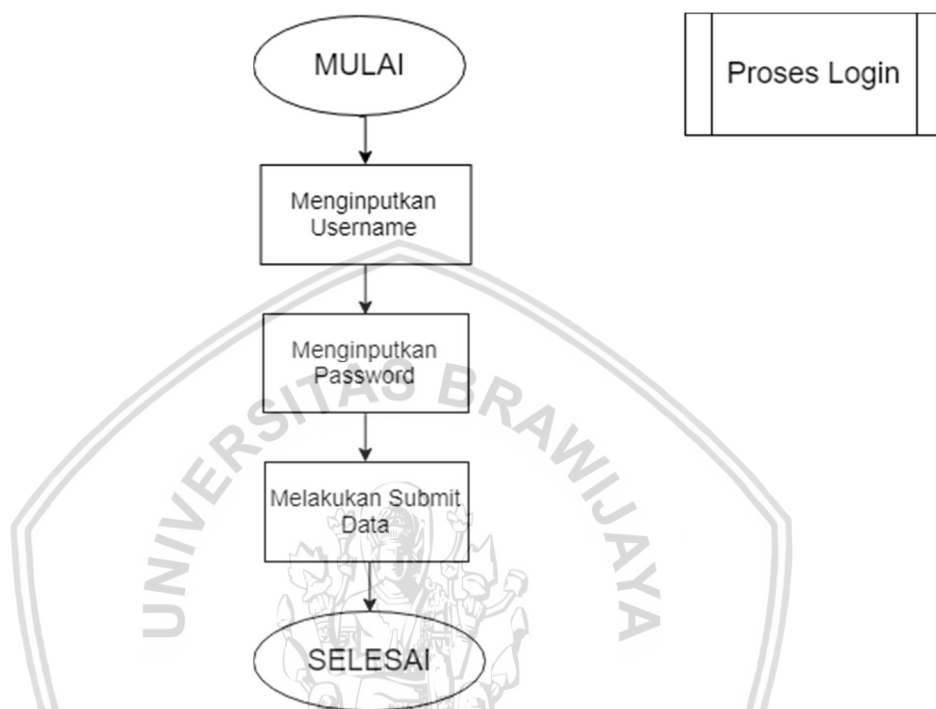 MULAI
Proses Login
Menginputkan
Username
Menginputkan
Password
UNIVERSITAS BRAWIJAYA
Melakukan Submit
Data
SELESAI